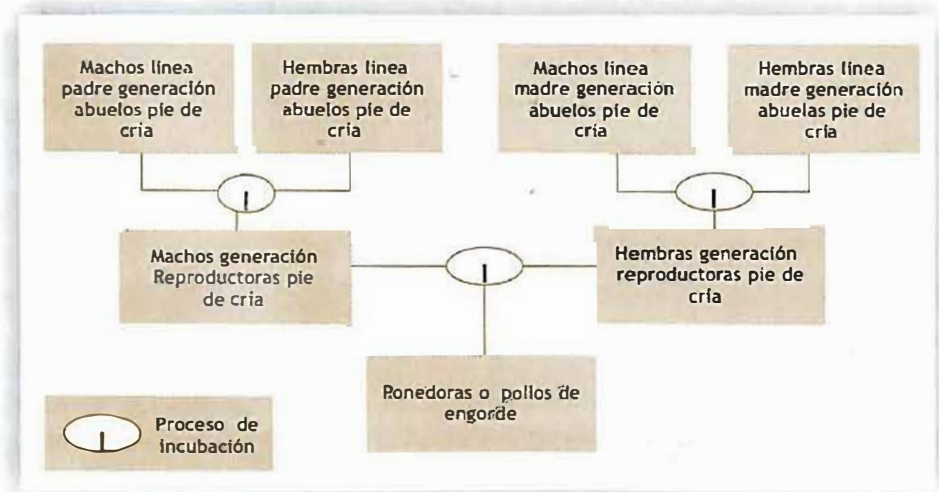 Machos línea
padre generación
abuelos pie de
cría
Hembras línea
padre generación
abuelos pie de
cría
Machos línea
madre generación
abuelos pie de
cría
Hembras línea
madre generación
abuelas pie de
cría
I
I
Machos generación
Reproductoras pie
de cría
I
Hembras generación
reproductoras pie de
cría
Ponedoras o pollos de
engorde
I
Proceso de
incubación